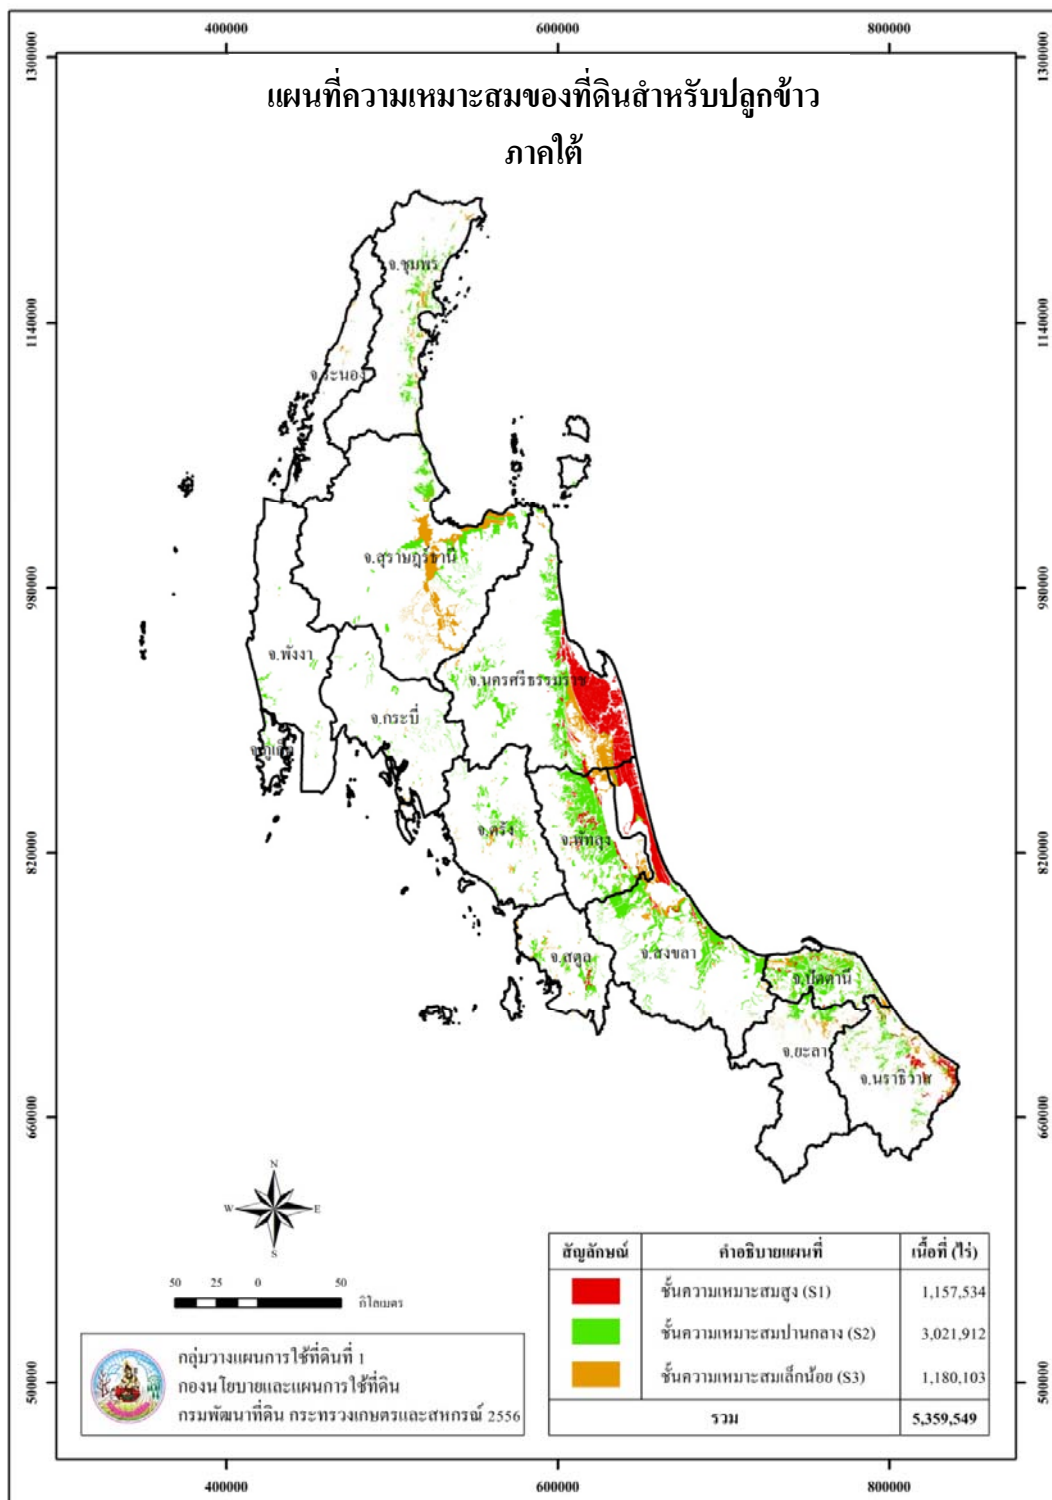 400000 600000 800000
1300000 1300000
แผนที่ความเหมาะสมของที่ดินสำหรับปลูกข้าว
ภาคใต้
จ.ชุมพร
1140000 1140000
จ.ระนอง
จ.สุราษฎร์ธานี
980000 980000
จ.พังงา
จ.นครศรีธรรมราช
จ.กระบี่
จ.ภูเก็ต
จ.ตรัง
จ.พัทลุง
820000 820000
จ.สตูล
จ.สงขลา
จ.ปัตตานี
จ.ยะลา
จ.นราธิวาส
660000 660000
N
W E
S
50 25 0 50
กิโลเมตร
สัญลักษณ์ คำอธิบายแผนที่ เนื้อที่ (ไร่)
ชั้นความเหมาะสมสูง (S1) 1,157,534
ชั้นความเหมาะสมปานกลาง (S2) 3,021,912
ชั้นความเหมาะสมเล็กน้อย (S3) 1,180,103
รวม 5,359,549
กลุ่มวางแผนการใช้ที่ดินที่ 1
กองนโยบายและแผนการใช้ที่ดิน
กรมพัฒนาที่ดิน กระทรวงเกษตรและสหกรณ์ 2556
500000 500000
400000 600000 800000